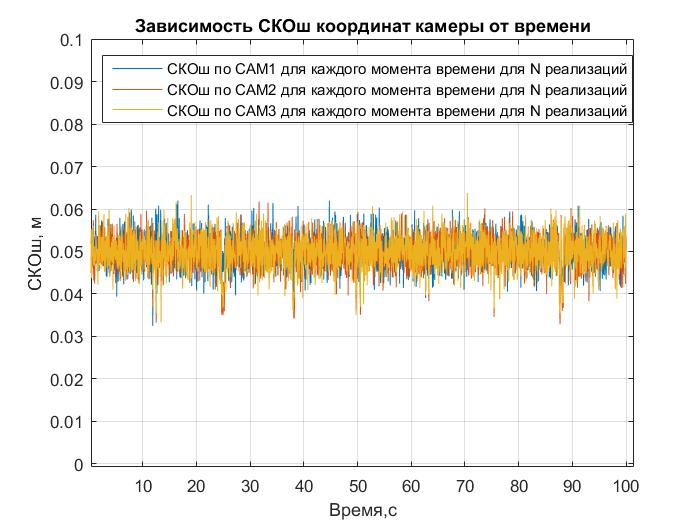 Зависимость СКОш координат камеры от времени
СКОш по CAM1 для каждого момента времени для N реализаций
СКОш по CAM2 для каждого момента времени для N реализаций
СКОш по CAM3 для каждого момента времени для N реализаций
0.1
0.09
0.08
0.07
0.06
0.05
0.04
0.03
0.02
0.01
0
СКОш, м
10 20 30 40 50 60 70 80 90 100
Время,с